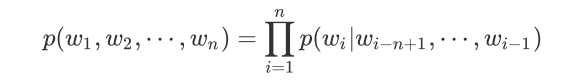 p(w_1, w_2, ⋯, w_n) = ∏_{i=1}^{n} p(w_i|w_{i−n+1}, ⋯, w_{i−1})